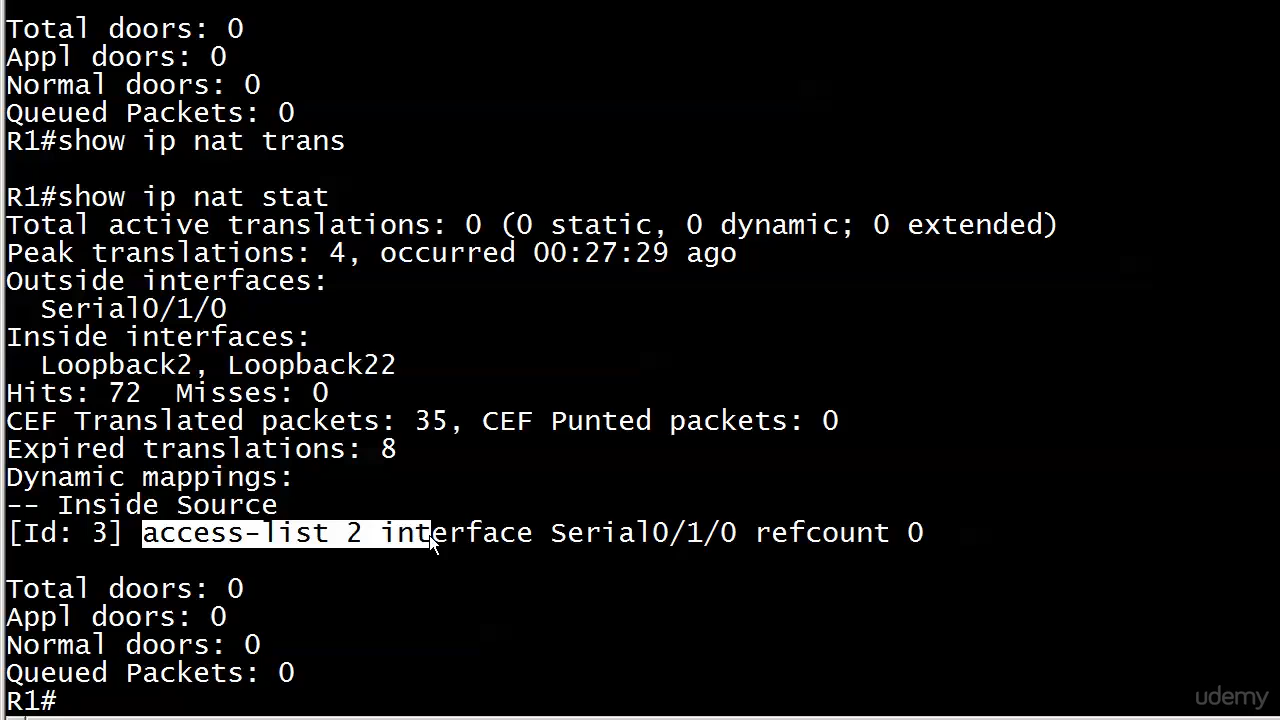 Total doors: 0
Appl doors: 0
Normal doors: 0
Queued Packets: 0
R1#show ip nat trans
R1#show ip nat stat
Total active translations: 0 (0 static, 0 dynamic; 0 extended)
Peak translations: 4, occurred 00:27:29 ago
Outside interfaces:
  Serial0/1/0
Inside interfaces:
  Loopback2, Loopback22
Hits: 72  Misses: 0
CEF Translated packets: 35, CEF Punted packets: 0
Expired translations: 8
Dynamic mappings:
-- Inside Source
[Id: 3] access-list 2 interface Serial0/1/0 refcount 0
Total doors: 0
Appl doors: 0
Normal doors: 0
Queued Packets: 0
R1#
udemy